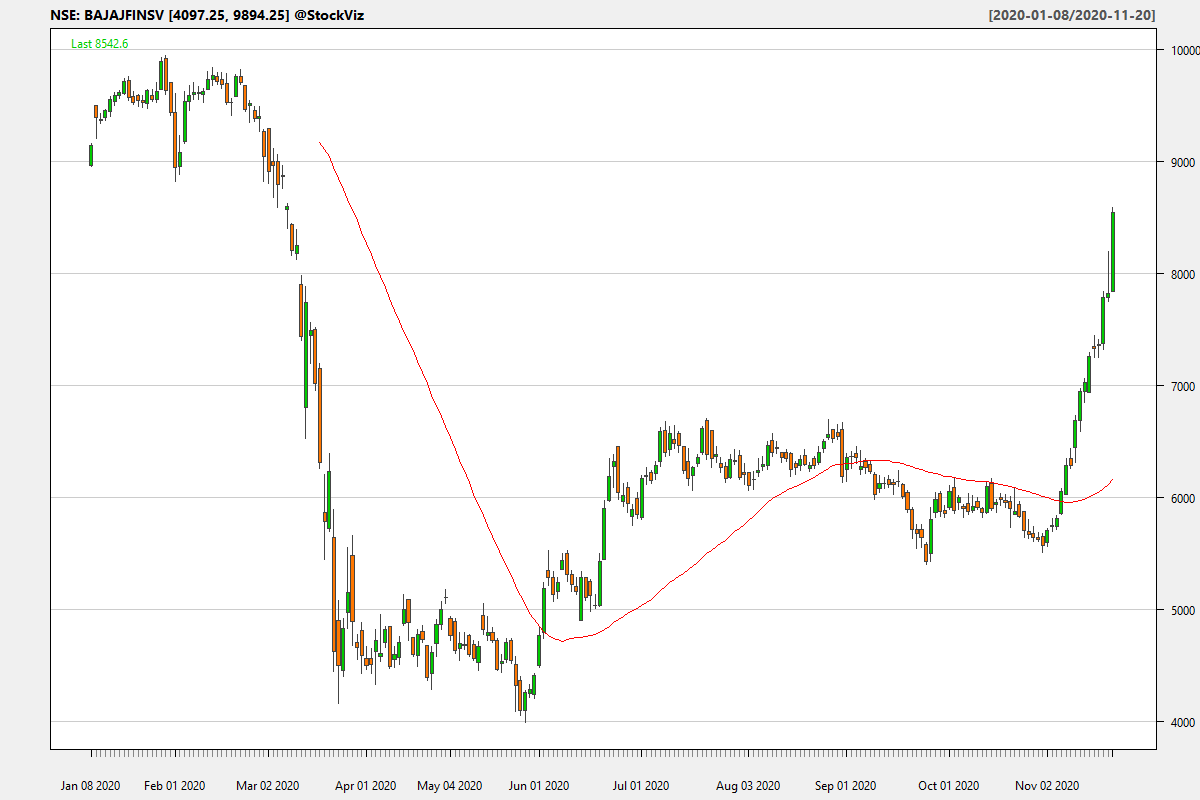 NSE: BAJAJFINSV [4097.25, 9894.25] @StockViz [2020-01-08/2020-11-20]
Last 8542.6
10000
9000
8000
7000
6000
5000
4000
Jan 08 2020 Feb 01 2020 Mar 02 2020 Apr 01 2020 May 04 2020 Jun 01 2020 Jul 01 2020 Aug 03 2020 Sep 01 2020 Oct 01 2020 Nov 02 2020